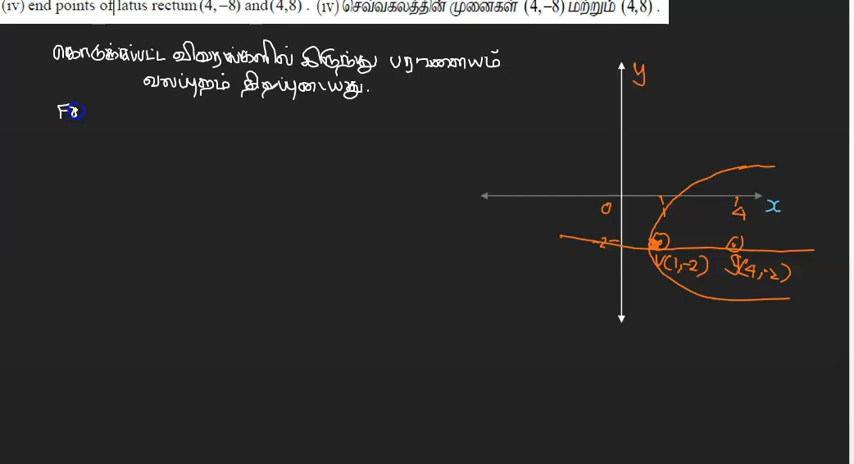 (iv) end points of latus rectum (4, −8) and (4,8) . (iv) செவ்வகலத்தின் முனைகள் (4,−8) மற்றும் (4,8) .
கொடுக்கப்பட்ட விவரங்களில் இருந்து பரவளையம்
வலப்புறம் திறப்புடையது.
y
0 1 4 x
-2
V(1,-2) (4,-2)